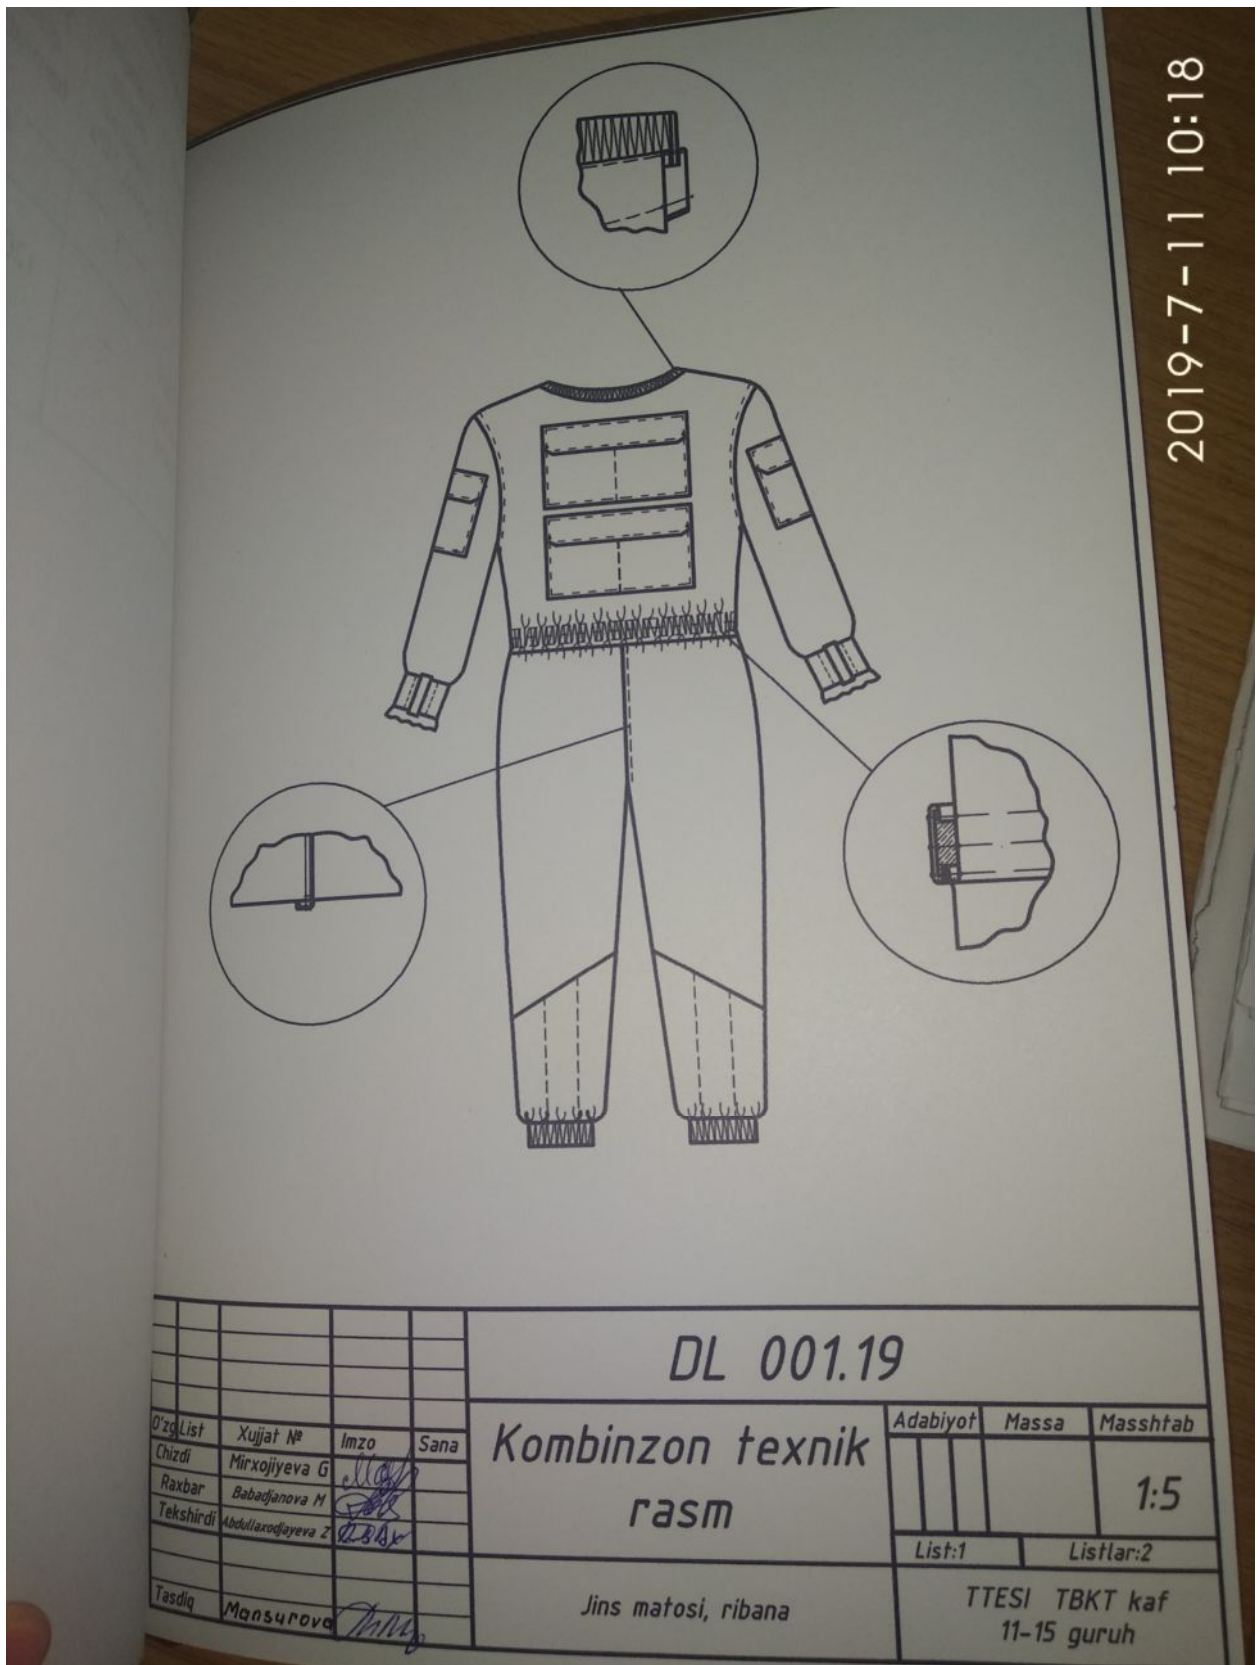 2019-7-11 10:18
DL 001.19
O'zg List Xujjat № Imzo Sana
Chizdi Mirxojiyeva G
Raxbar Babadjanova M
Tekshirdi Abdullaxodjayeva Z
Tasdiq Mansurova
Kombinzon texnik
rasm
Adabiyot Massa Masshtab
1:5
List:1 Listlar:2
Jins matosi, ribana
TTESI TBKT kaf
11-15 guruh